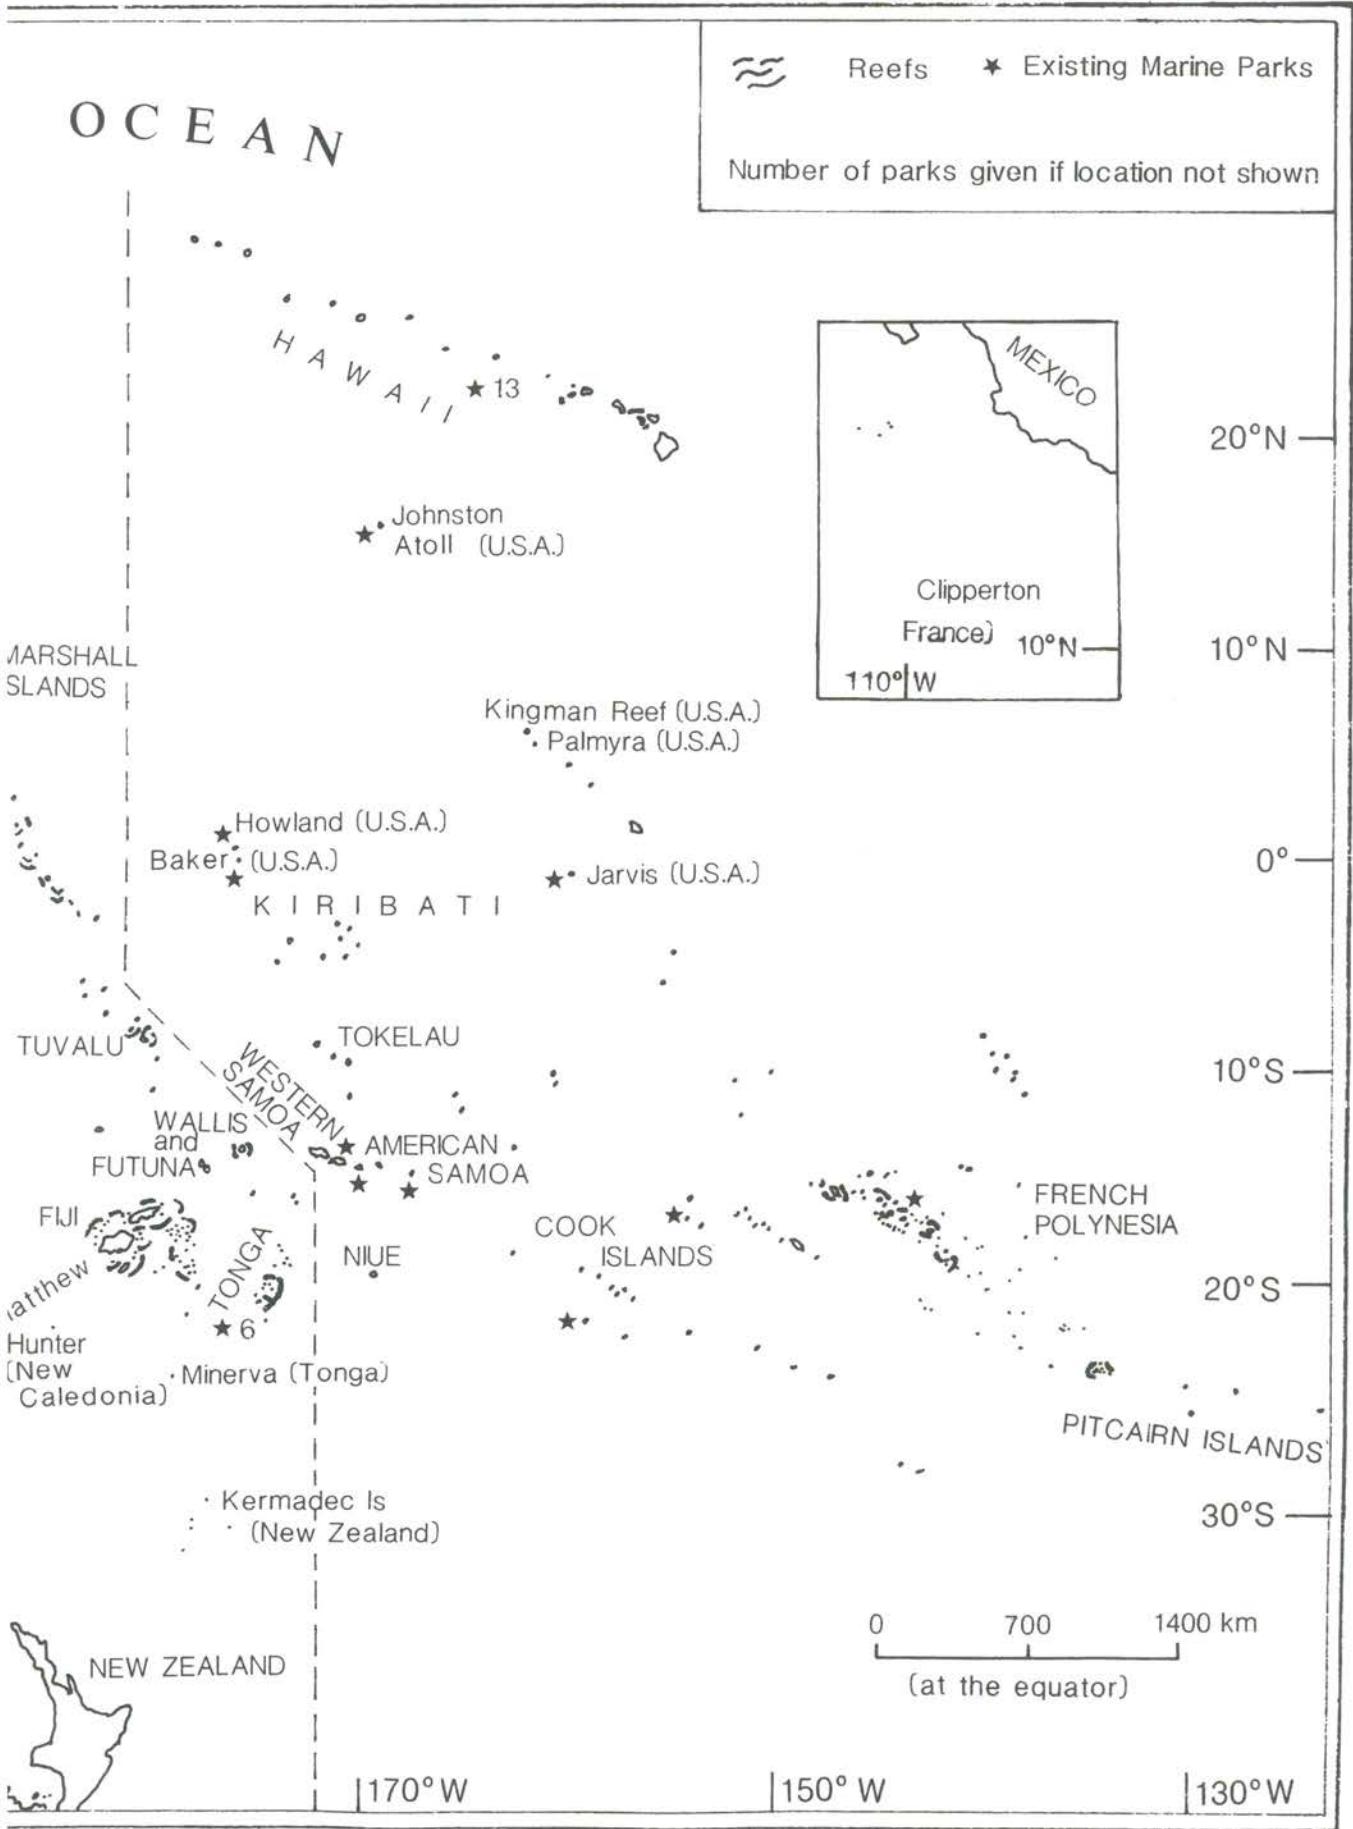 Reefs ★ Existing Marine Parks
Number of parks given if location not shown
OCEAN
HAWAII
13
MEXICO
20°N
Johnston
Atoll (U.S.A.)
Clipperton
France)
10°N
110° W
10°N
MARSHALL
SLANDS
Kingman Reef (U.S.A.)
Palmyra (U.S.A.)
Howland (U.S.A.)
Baker (U.S.A.)
0°
Jarvis (U.S.A.)
KIRIBATI
TUVALU
TOKELAU
10°S
WESTERN
SAMOA
WALLIS
and
FUTUNA
AMERICAN
SAMOA
FIJI
TONGA
NIUE
COOK
ISLANDS
FRENCH
POLYNESIA
20°S
atthew
Hunter
(New
Caledonia)
6
Minerva (Tonga)
PITCAIRN ISLANDS
Kermadec Is
(New Zealand)
30°S
0 700 1400 km
(at the equator)
NEW ZEALAND
170°W
150°W
130°W